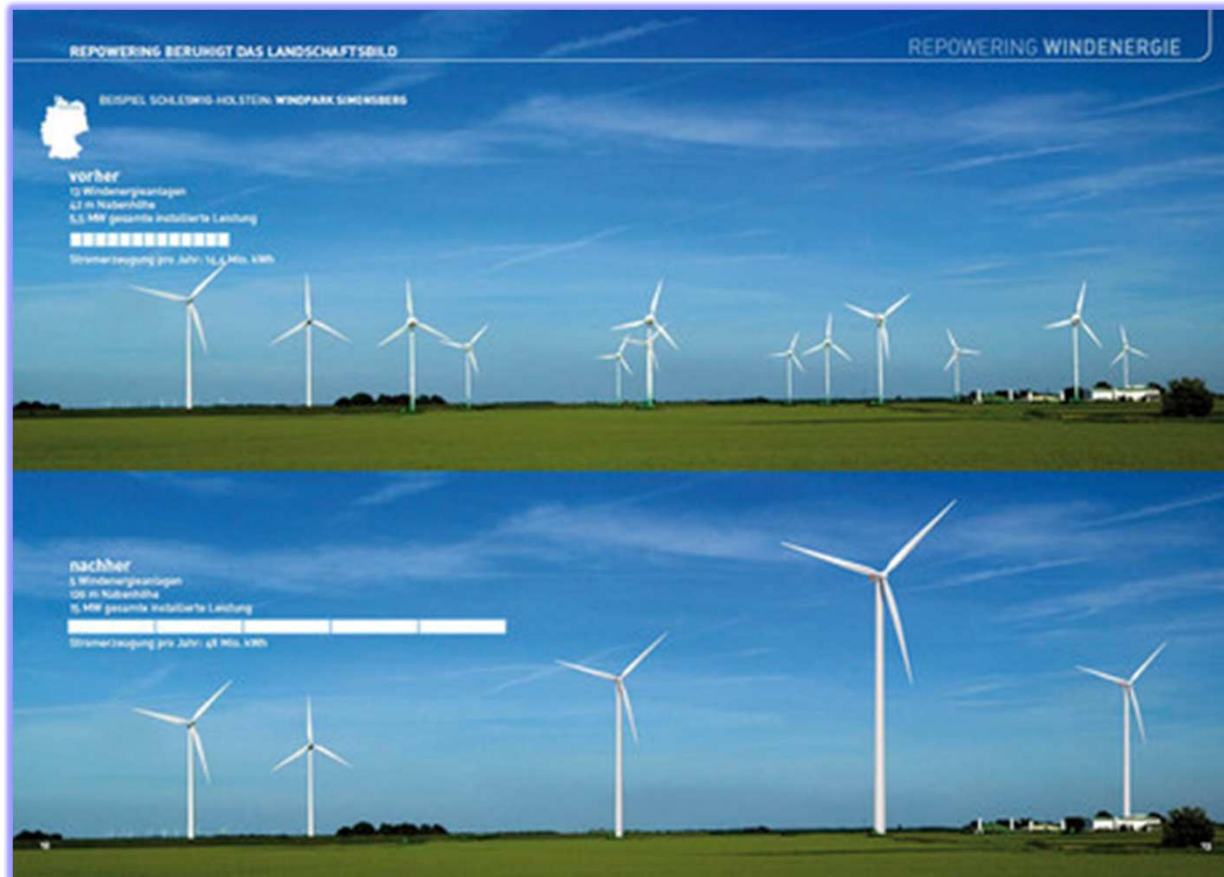 REPOWERING BERUHIGT DAS LANDSCHAFTSBILD
REPOWERING WINDENERGIE
BEISPIEL SCHLESWIG-HOLSTEIN: WINDPARK SIMONSBERG
vorher
13 Windenergieanlagen
42 m Nabenhöhe
5,5 MW gesamte installierte Leistung
Stromerzeugung pro Jahr: 14,4 Mio. kWh
nachher
5 Windenergieanlagen
120 m Nabenhöhe
15 MW gesamte installierte Leistung
Stromerzeugung pro Jahr: 48 Mio. kWh